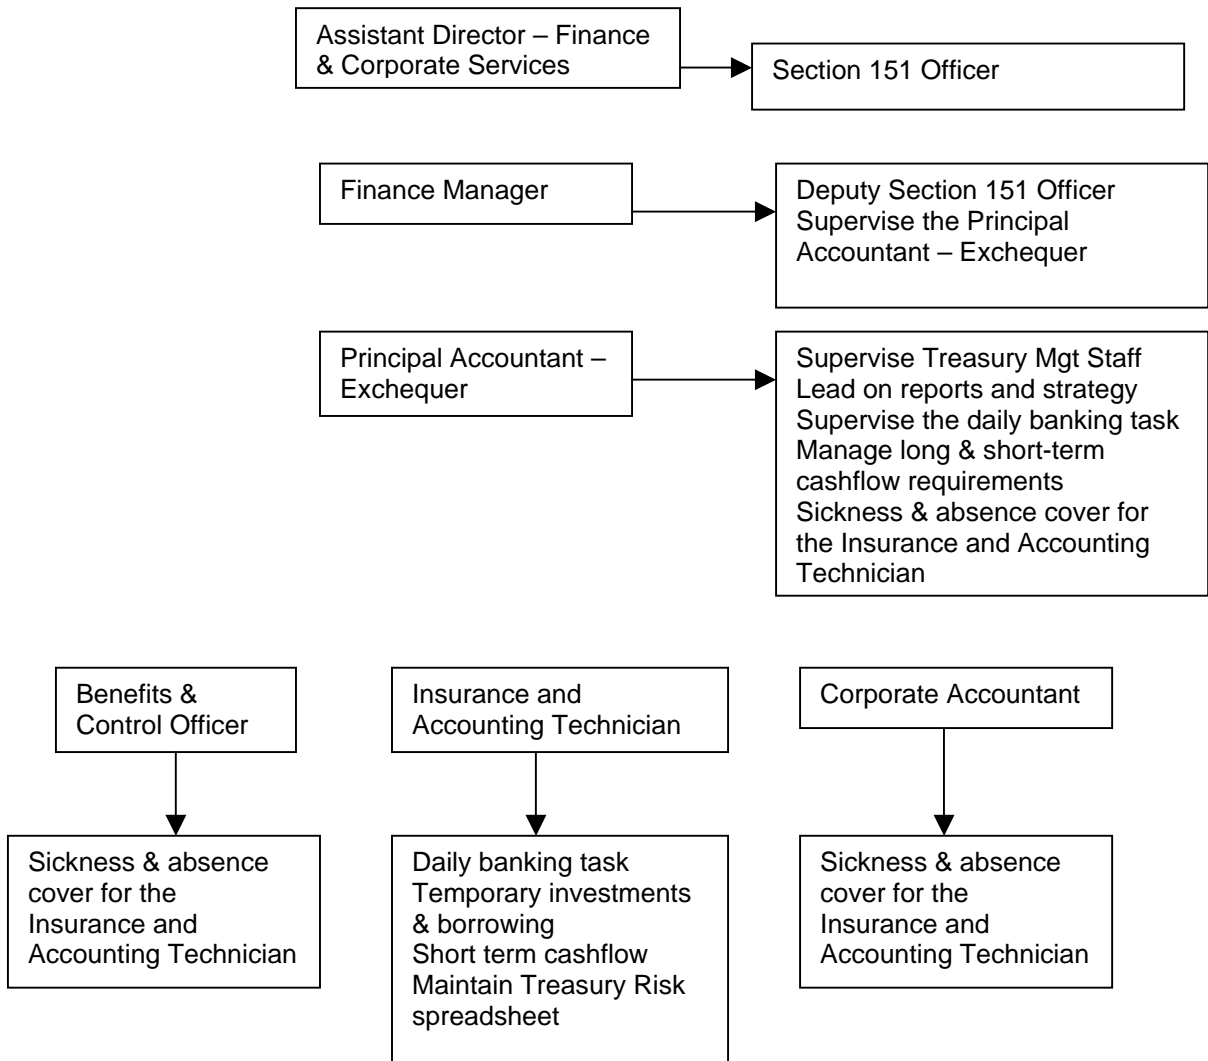 Assistant Director – Finance
& Corporate Services
Section 151 Officer
Finance Manager
Deputy Section 151 Officer
Supervise the Principal
Accountant – Exchequer
Principal Accountant –
Exchequer
Supervise Treasury Mgt Staff
Lead on reports and strategy
Supervise the daily banking task
Manage long & short-term
cashflow requirements
Sickness & absence cover for
the Insurance and Accounting
Technician
Benefits &
Control Officer
Insurance and
Accounting Technician
Corporate Accountant
Sickness & absence
cover for the
Insurance and
Accounting Technician
Daily banking task
Temporary investments
& borrowing
Short term cashflow
Maintain Treasury Risk
spreadsheet
Sickness & absence
cover for the
Insurance and
Accounting Technician